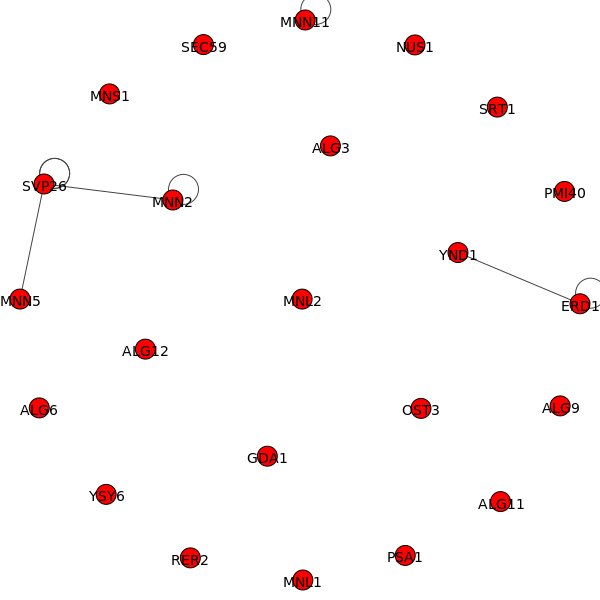 MNN11
SEC59
NUS1
MNS1
SRT1
ALG3
SVP26
PMI40
MNN2
YND1
MNN5
MNL2
ERD1
ALG12
ALG6
OST3
ALG9
GDA1
YSY6
ALG11
RER2
PSA1
MNL1